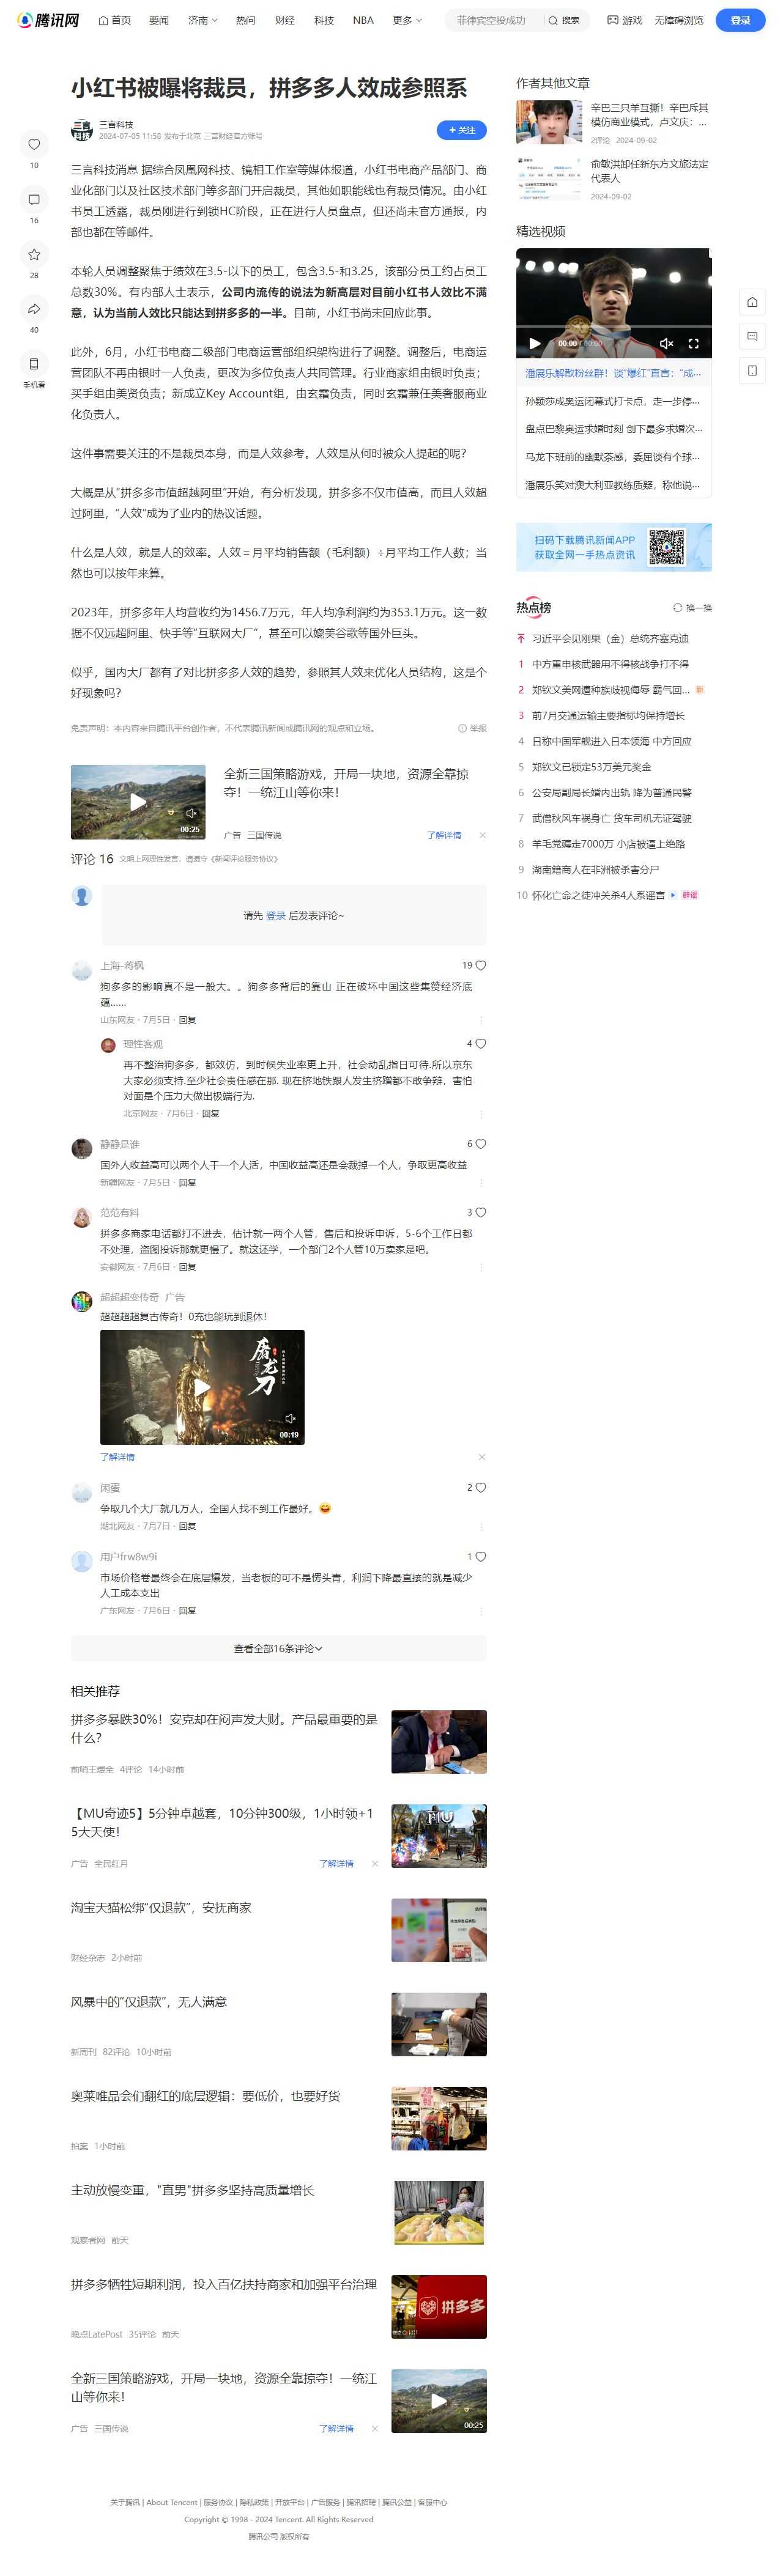 腾讯网
首页 要闻 济南 热问 财经 科技 NBA 更多 菲律宾空投成功 搜索 游戏 无障碍浏览 登录
小红书被曝将裁员，拼多多人效成参照系
三言科技
2024-07-05 11:58 发布于北京 三言财经官方账号
+ 关注
10
16
28
40
手机看
三言科技消息 据综合凤凰网科技、镜相工作室等媒体报道，小红书电商产品部门、商
业化部门以及社区技术部门等多部门开启裁员，其他如职能线也有裁员情况。由小红
书员工透露，裁员刚进行到锁HC阶段，正在进行人员盘点，但还尚未官方通报，内
部也都在等邮件。
本轮人员调整聚焦于绩效在3.5-以下的员工，包含3.5-和3.25，该部分员工约占员工
总数30%。有内部人士表示，公司内流传的说法为新高层对目前小红书人效比不满
意，认为当前人效比只能达到拼多多的一半。目前，小红书尚未回应此事。
此外，6月，小红书电商二级部门电商运营部组织架构进行了调整。调整后，电商运
营团队不再由银时一人负责，更改为多位负责人共同管理。行业商家组由银时负责；
买手组由美贤负责；新成立Key Account组，由玄霜负责，同时玄霜兼任美奢服商业
化负责人。
这件事需要关注的不是裁员本身，而是人效参考。人效是从何时被众人提起的呢？
大概是从“拼多多市值超越阿里”开始，有分析发现，拼多多不仅市值高，而且人效超
过阿里，“人效”成为了业内的热议话题。
什么是人效，就是人的效率。人效＝月平均销售额（毛利额）÷月平均工作人数；当
然也可以按年来算。
2023年，拼多多年人均营收约为1456.7万元，年人均净利润约为353.1万元。这一数
据不仅远超阿里、快手等“互联网大厂”，甚至可以媲美谷歌等国外巨头。
似乎，国内大厂都有了对比拼多多人效的趋势，参照其人效来优化人员结构，这是个
好现象吗？
免责声明：本内容来自腾讯平台创作者，不代表腾讯新闻或腾讯网的观点和立场。
举报
00:25
全新三国策略游戏，开局一块地，资源全靠掠
夺！一统江山等你来！
广告 三国传说 了解详情
评论 16 文明上网理性发言，请遵守《新闻评论服务协议》
请先 登录 后发表评论~
上海-蒋枫 19
狗多多的影响真不是一般大。。狗多多背后的靠山 正在破坏中国这些集赞经济底
蕴......
山东网友 · 7月5日 · 回复
理性客观 4
再不整治狗多多，都效仿，到时候失业率更上升，社会动乱指日可待.所以京东
大家必须支持.至少社会责任感在那. 现在挤地铁跟人发生挤蹭都不敢争辩，害怕
对面是个压力大做出极端行为.
北京网友 · 7月6日 · 回复
静静是谁 6
国外人收益高可以两个人干一个人活，中国收益高还是会裁掉一个人，争取更高收益
新疆网友 · 7月5日 · 回复
范范有料 3
拼多多商家电话都打不进去，估计就一两个人管，售后和投诉申诉，5-6个工作日都
不处理，盗图投诉那就更慢了。就这还学，一个部门2个人管10万卖家是吧。
安徽网友 · 7月6日 · 回复
超超超变传奇 广告
超超超超复古传奇！0充也能玩到退休！
屠龙刀
00:19
了解详情
闲蛋 2
争取几个大厂就几万人，全国人找不到工作最好。
湖北网友 · 7月7日 · 回复
用户frw8w9i 1
市场价格卷最终会在底层爆发，当老板的可不是愣头青，利润下降最直接的就是减少
人工成本支出
广东网友 · 7月6日 · 回复
查看全部16条评论
相关推荐
拼多多暴跌30%！安克却在闷声发大财。产品最重要的是
什么？
前哨王煜全 4评论 14小时前
【MU奇迹5】5分钟卓越套，10分钟300级，1小时领+1
5大天使！
广告 全民红月 了解详情
MU
淘宝天猫松绑“仅退款”，安抚商家
财经杂志 2小时前
风暴中的“仅退款”，无人满意
新周刊 82评论 10小时前
奥莱唯品会们翻红的底层逻辑：要低价，也要好货
拍案 1小时前
主动放慢变重，"直男"拼多多坚持高质量增长
观察者网 前天
拼多多牺牲短期利润，投入百亿扶持商家和加强平台治理
晚点LatePost 35评论 前天
拼多多
全新三国策略游戏，开局一块地，资源全靠掠夺！一统江
山等你来！
广告 三国传说 了解详情
00:25
作者其他文章
辛巴三只羊互撕！辛巴斥其
模仿商业模式，卢文庆：...
2评论 2024-09-02
俞敏洪卸任新东方文旅法定
代表人
2024-09-02
精选视频
00:00 / 00:00
潘展乐解散粉丝群！谈“爆红”直言：“成...
孙颖莎成奥运闭幕式打卡点，走一步停...
盘点巴黎奥运求婚时刻 创下最多求婚次...
马龙下班前的幽默茶感，委屈谈有个球...
潘展乐笑对澳大利亚教练质疑，称他说...
扫码下载腾讯新闻APP
获取全网一手热点资讯
热点榜 换一换
习近平会见刚果（金）总统齐塞克迪
1 中方重申核武器用不得核战争打不得
2 郑钦文美网遭种族歧视侮辱 霸气回... 新
3 前7月交通运输主要指标均保持增长
4 日称中国军舰进入日本领海 中方回应
5 郑钦文已锁定53万美元奖金
6 公安局副局长婚内出轨 降为普通民警
7 武僧秋风车祸身亡 货车司机无证驾驶
8 羊毛党薅走7000万 小店被逼上绝路
9 湖南籍商人在非洲被杀害分尸
10 怀化亡命之徒冲关杀4人系谣言 辟谣
关于腾讯 | About Tencent | 服务协议 | 隐私政策 | 开放平台 | 广告服务 | 腾讯招聘 | 腾讯公益 | 客服中心
Copyright © 1998 - 2024 Tencent. All Rights Reserved
腾讯公司 版权所有